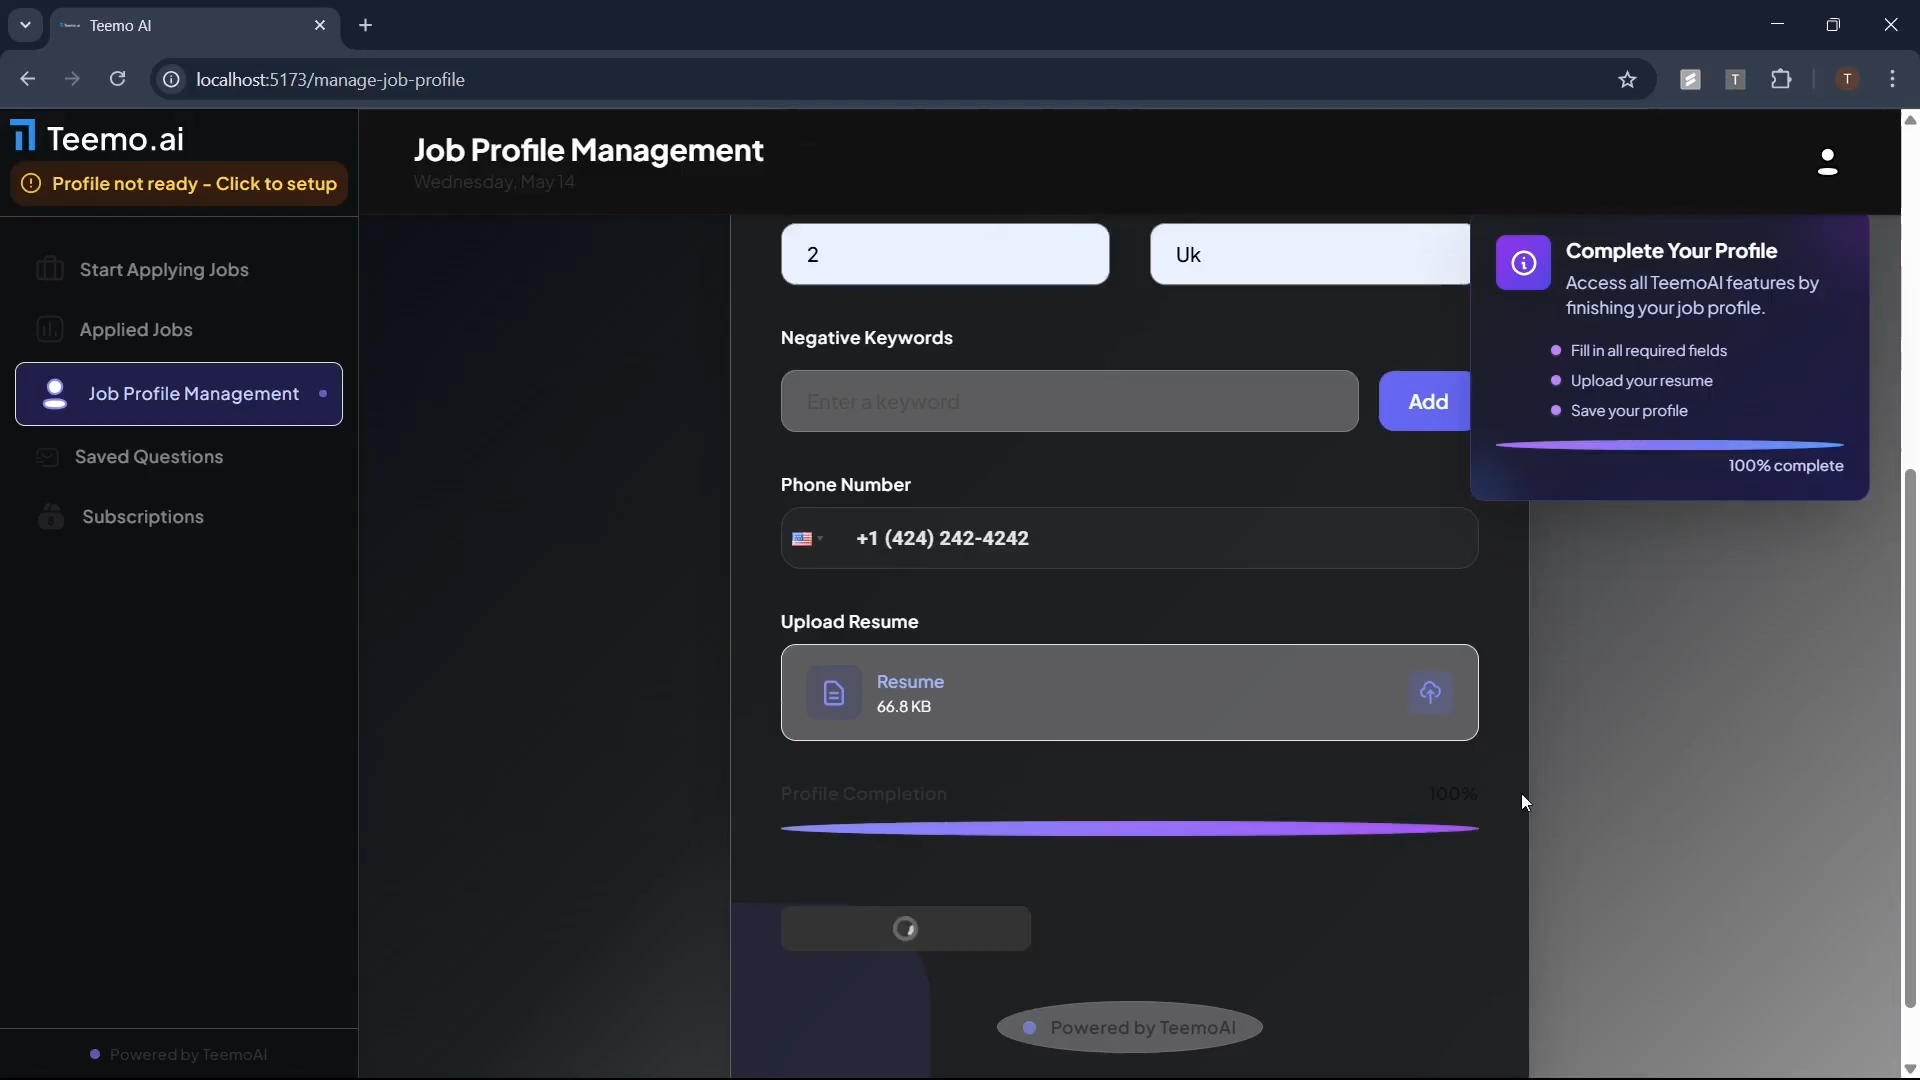 Teemo AI
localhost:5173/manage-job-profile
T
T
Teemo.ai
Profile not ready - Click to setup
Start Applying Jobs
Applied Jobs
Job Profile Management
Saved Questions
Subscriptions
Powered by TeemoAI
Job Profile Management
Wednesday, May 14
2
Uk
Negative Keywords
Enter a keyword
Add
Phone Number
+1 (424) 242-4242
Upload Resume
Resume
66.8 KB
Profile Completion
100%
Powered by TeemoAI
Complete Your Profile
Access all TeemoAI features by
finishing your job profile.
Fill in all required fields
Upload your resume
Save your profile
100% complete